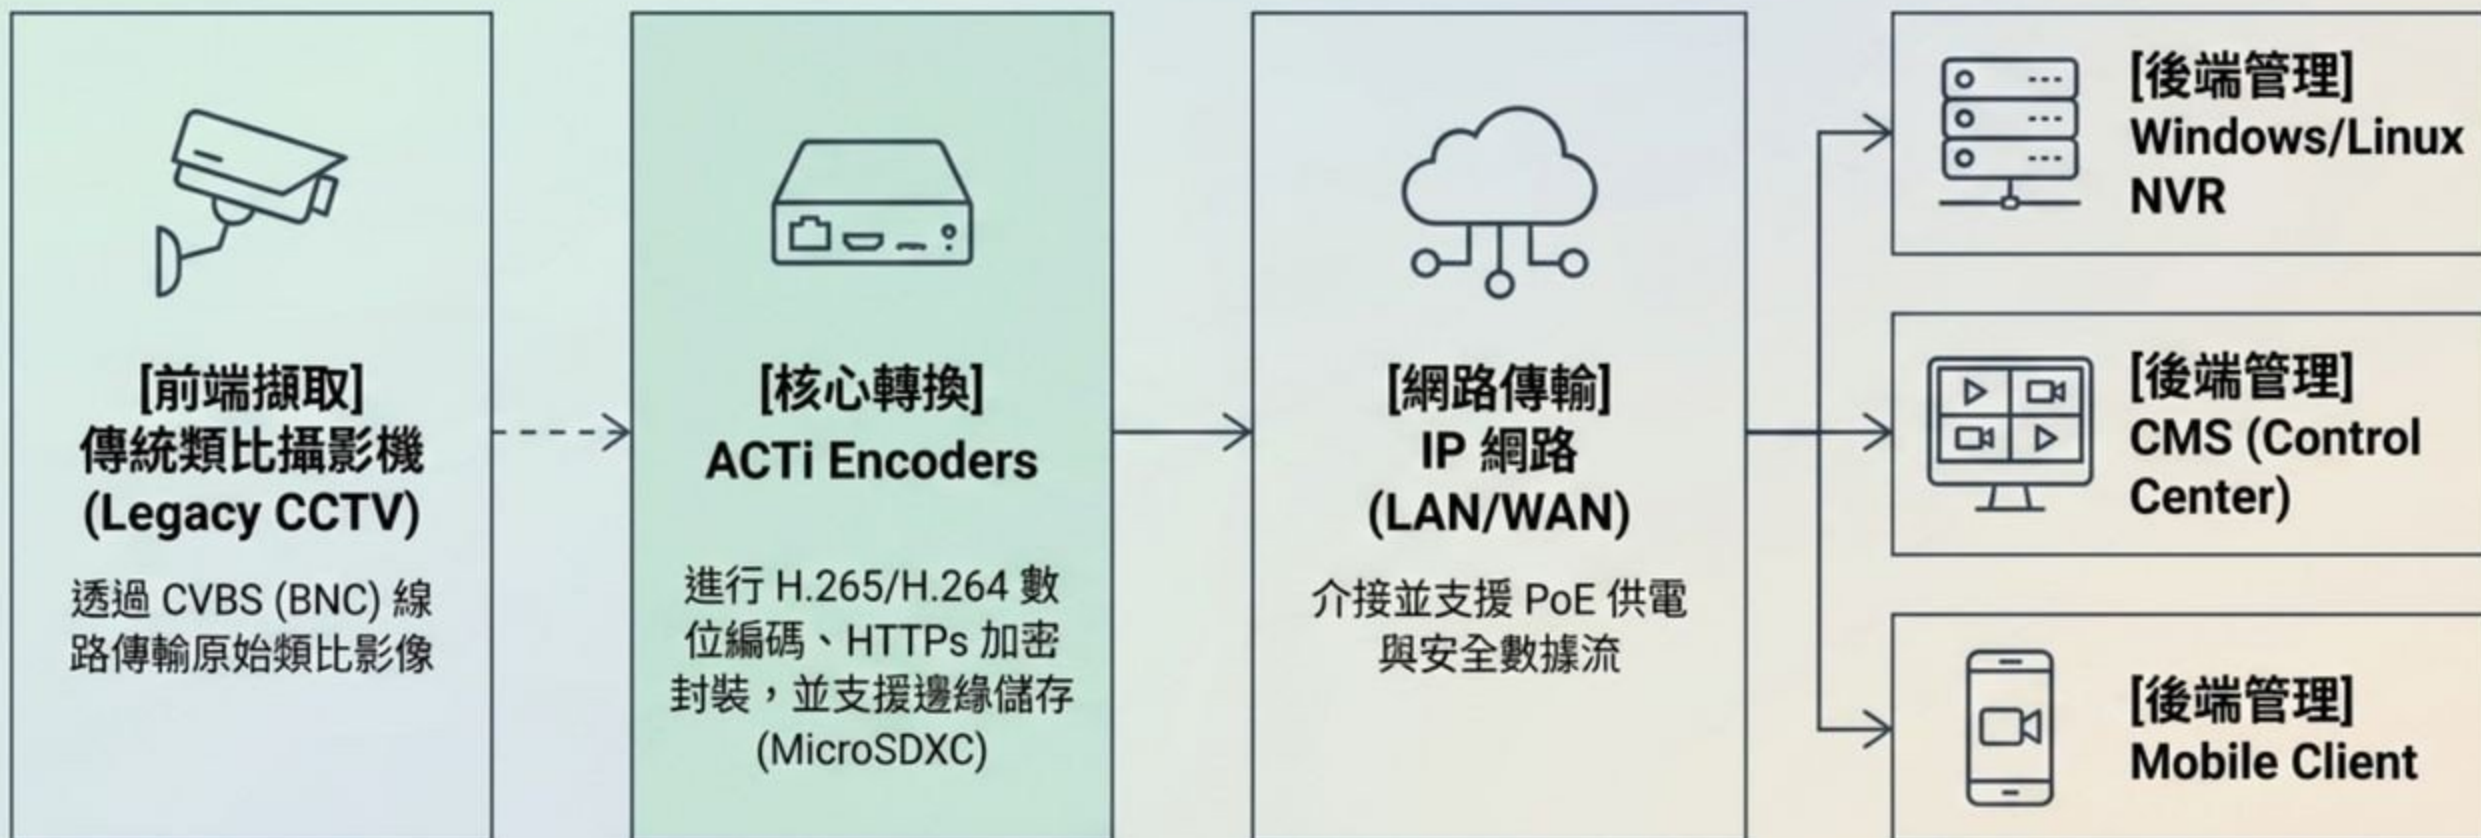 [前端擷取]
傳統類比攝影機
(Legacy CCTV)
透過 CVBS (BNC) 線
路傳輸原始類比影像
[核心轉換]
ACTi Encoders
進行 H.265/H.264 數
位編碼、HTTPs 加密
封裝，並支援邊緣儲存
(MicroSDXC)
[網路傳輸]
IP 網路
(LAN/WAN)
介接並支援 PoE 供電
與安全數據流
[後端管理]
Windows/Linux
NVR
[後端管理]
CMS (Control
Center)
[後端管理]
Mobile Client